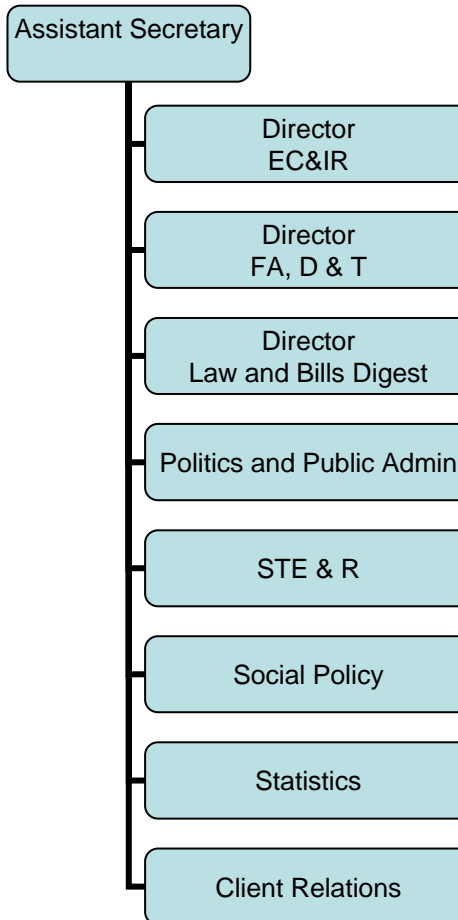 Assistant Secretary
Director
EC&IR
Director
FA, D & T
Director
Law and Bills Digest
Politics and Public Admin
STE & R
Social Policy
Statistics
Client Relations